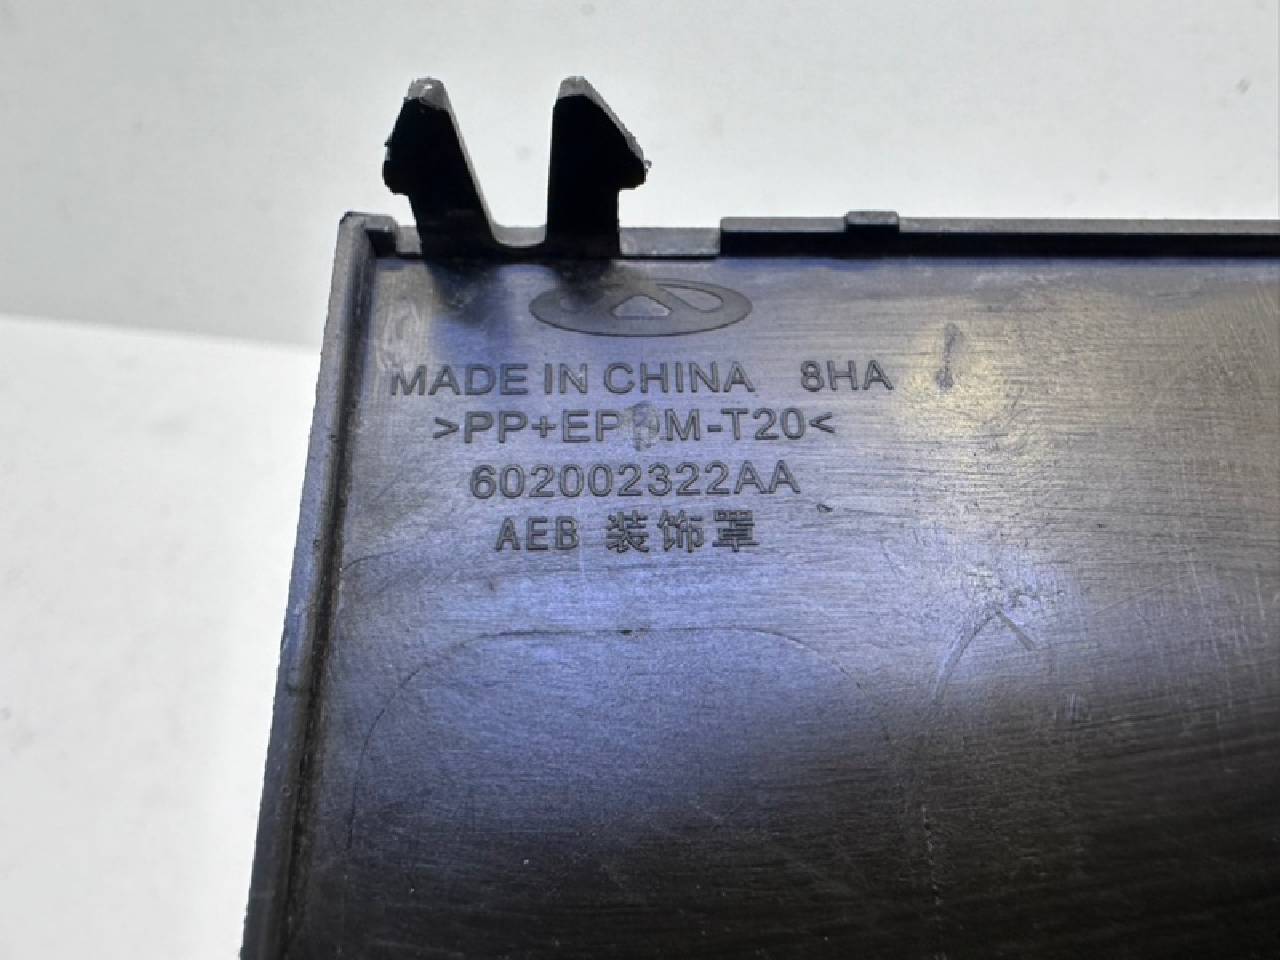 MADE IN CHINA 8HA
>PP+EPDM-T20<
602002322AA
AEB 装饰罩